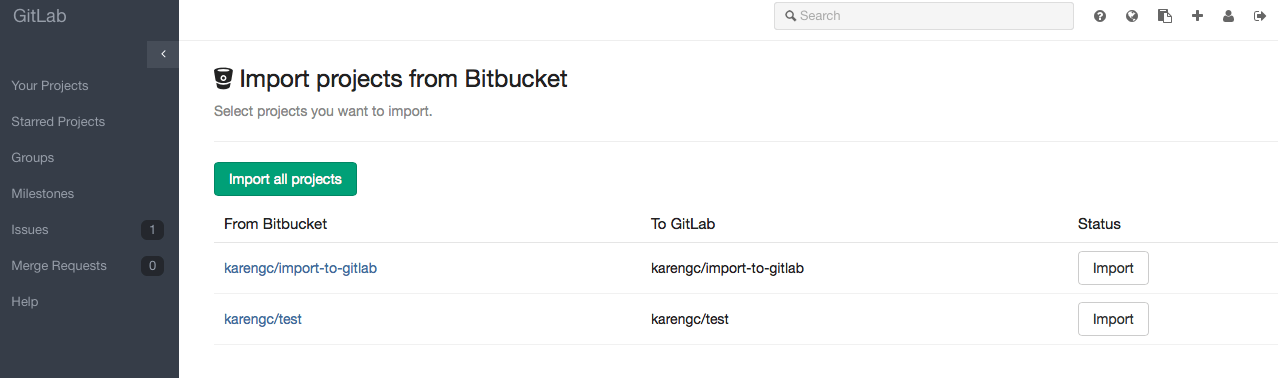 GitLab
Search
Your Projects
Starred Projects
Groups
Milestones
Issues 1
Merge Requests 0
Help
Import projects from Bitbucket
Select projects you want to import.
Import all projects
From Bitbucket To GitLab Status
karengc/import-to-gitlab karengc/import-to-gitlab Import
karengc/test karengc/test Import